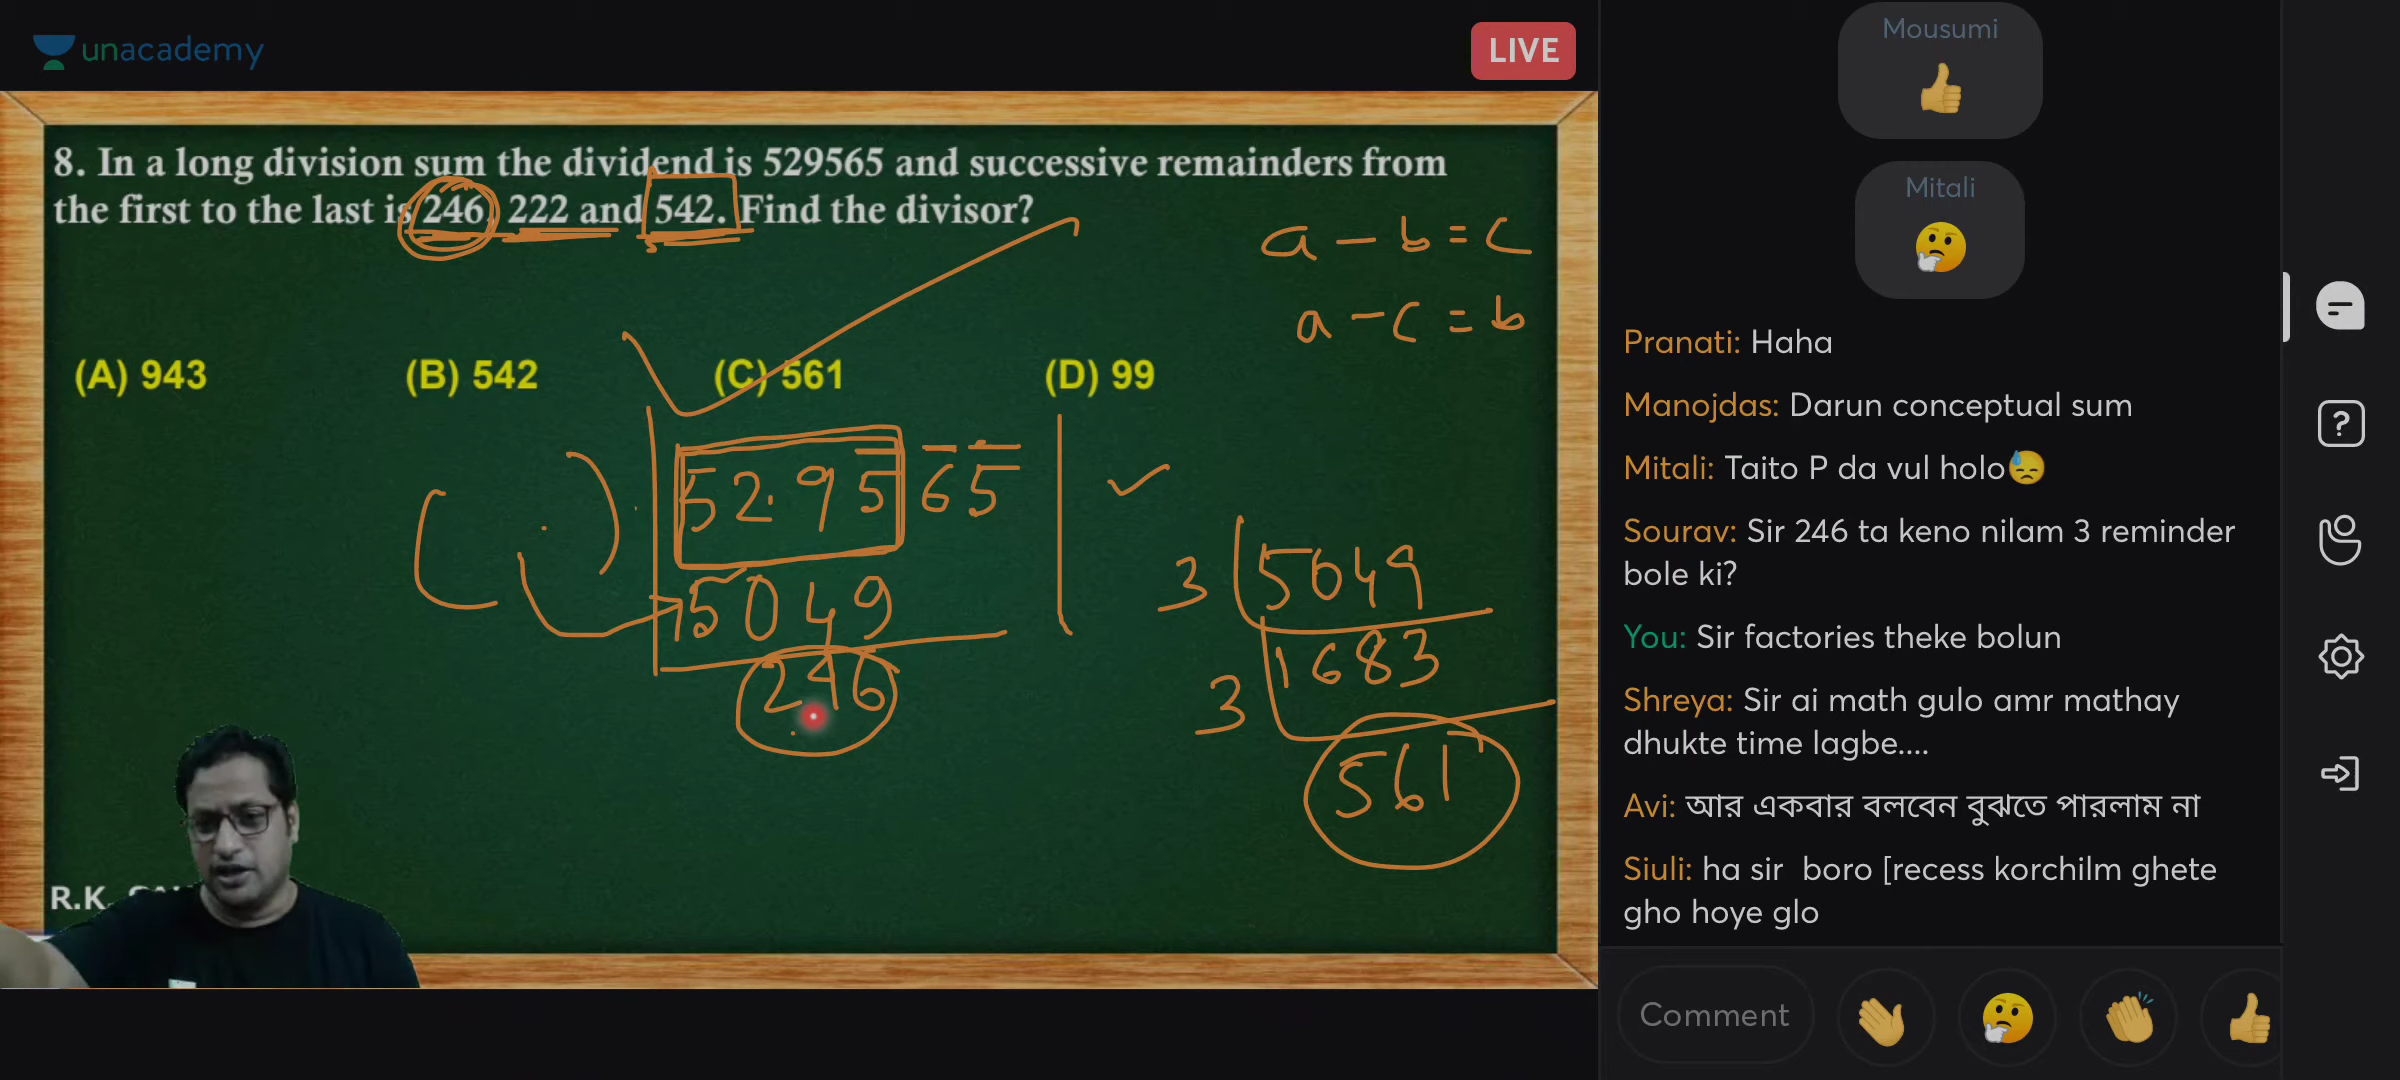 unacademy
LIVE
8. In a long division sum the dividend is 529565 and successive remainders from
the first to the last is 246, 222 and 542. Find the divisor?
a - b = c
a - c = b
(A) 943 (B) 542 (C) 561 (D) 99
529565
5049
246
3 5049
3 1683
561
R.K.
Mousumi
Mitali
Pranati: Haha
Manojdas: Darun conceptual sum
Mitali: Taito P da vul holo😓
Sourav: Sir 246 ta keno nilam 3 reminder
bole ki?
You: Sir factories theke bolun
Shreya: Sir ai math gulo amr mathay
dhukte time lagbe....
Avi: আর একবার বলবেন বুঝতে পারলাম না
Siuli: ha sir boro [recess korchilm ghete
gho hoye glo
Comment